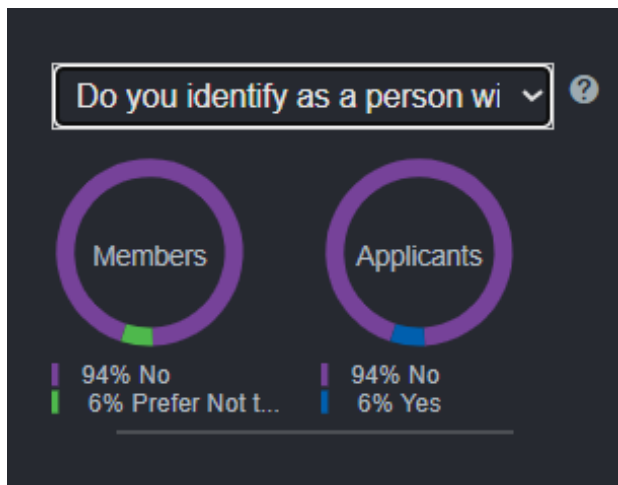 Do you identify as a person wi
?
Members
Applicants
94% No
6% Prefer Not t...
94% No
6% Yes